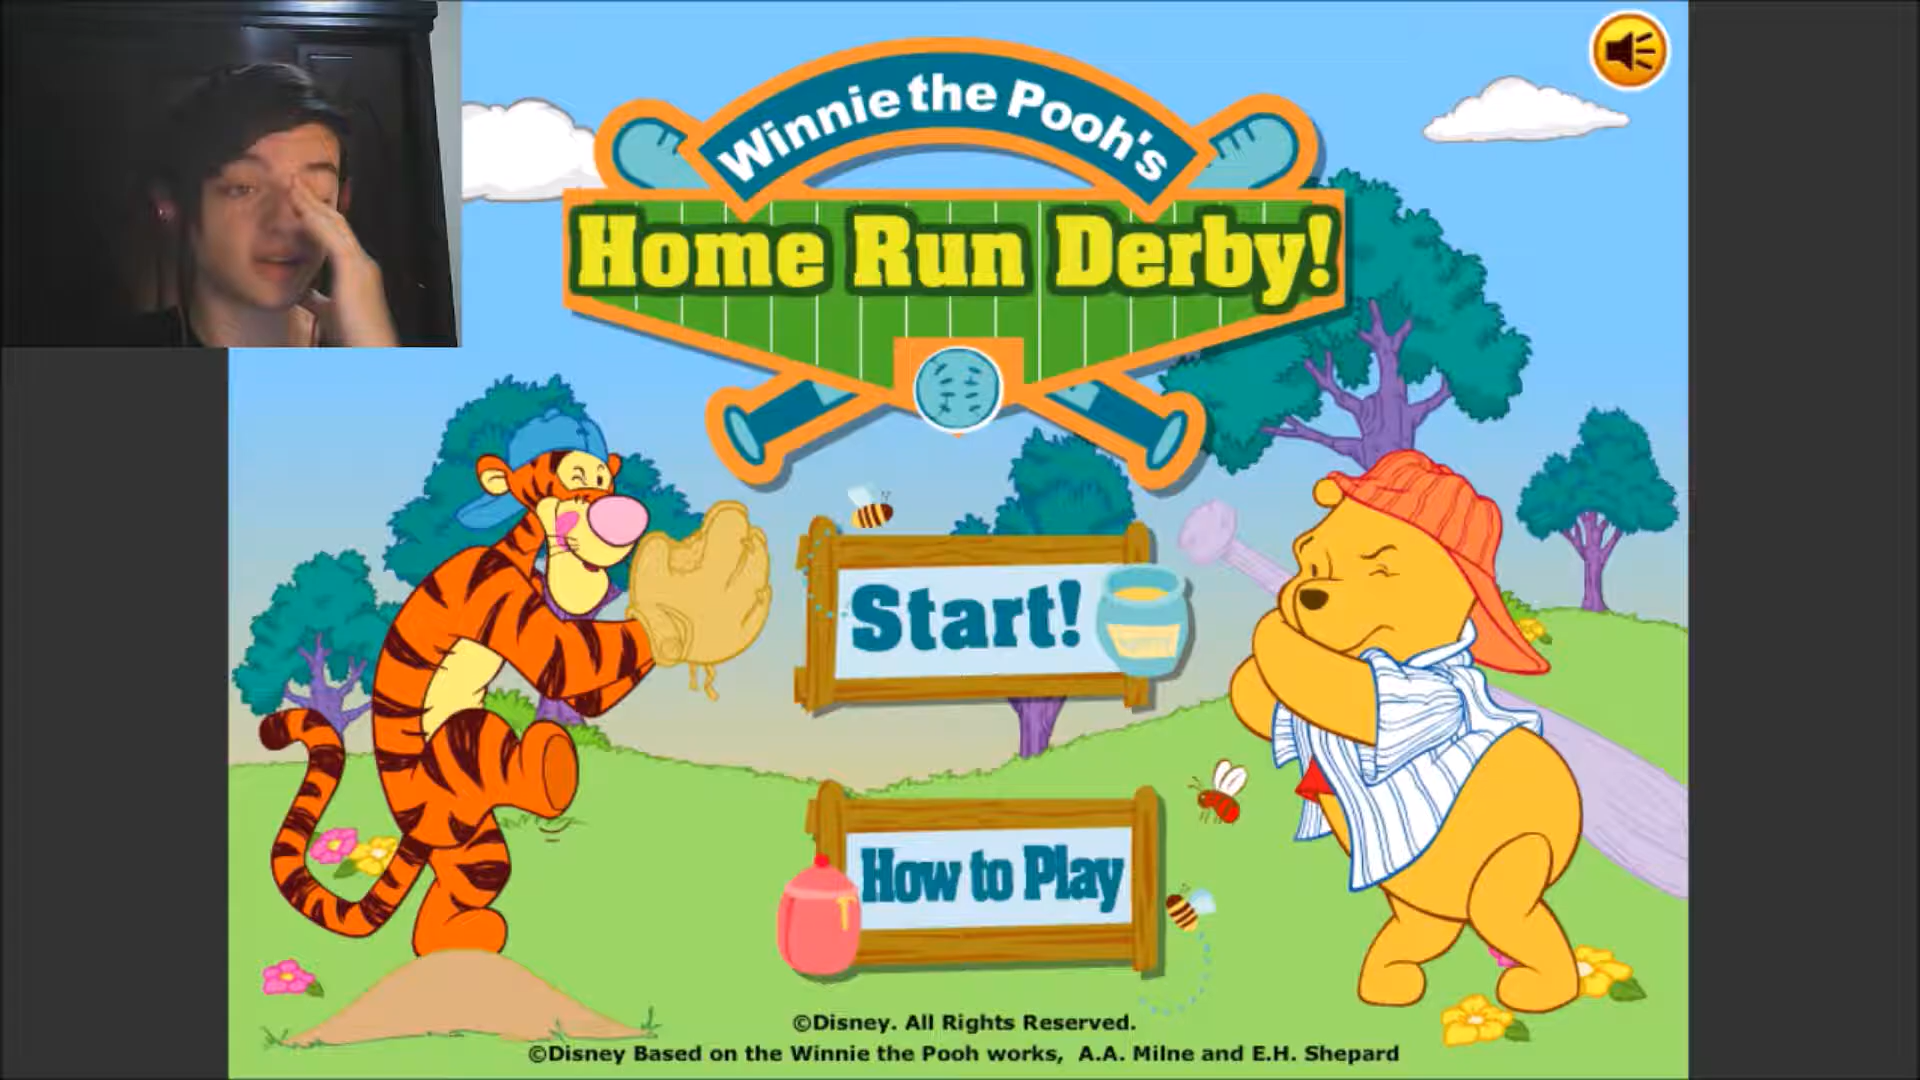 Winnie the Pooh's
Home Run Derby!
Start!
How to Play
©Disney. All Rights Reserved.
©Disney Based on the Winnie the Pooh works, A.A. Milne and E.H. Shepard